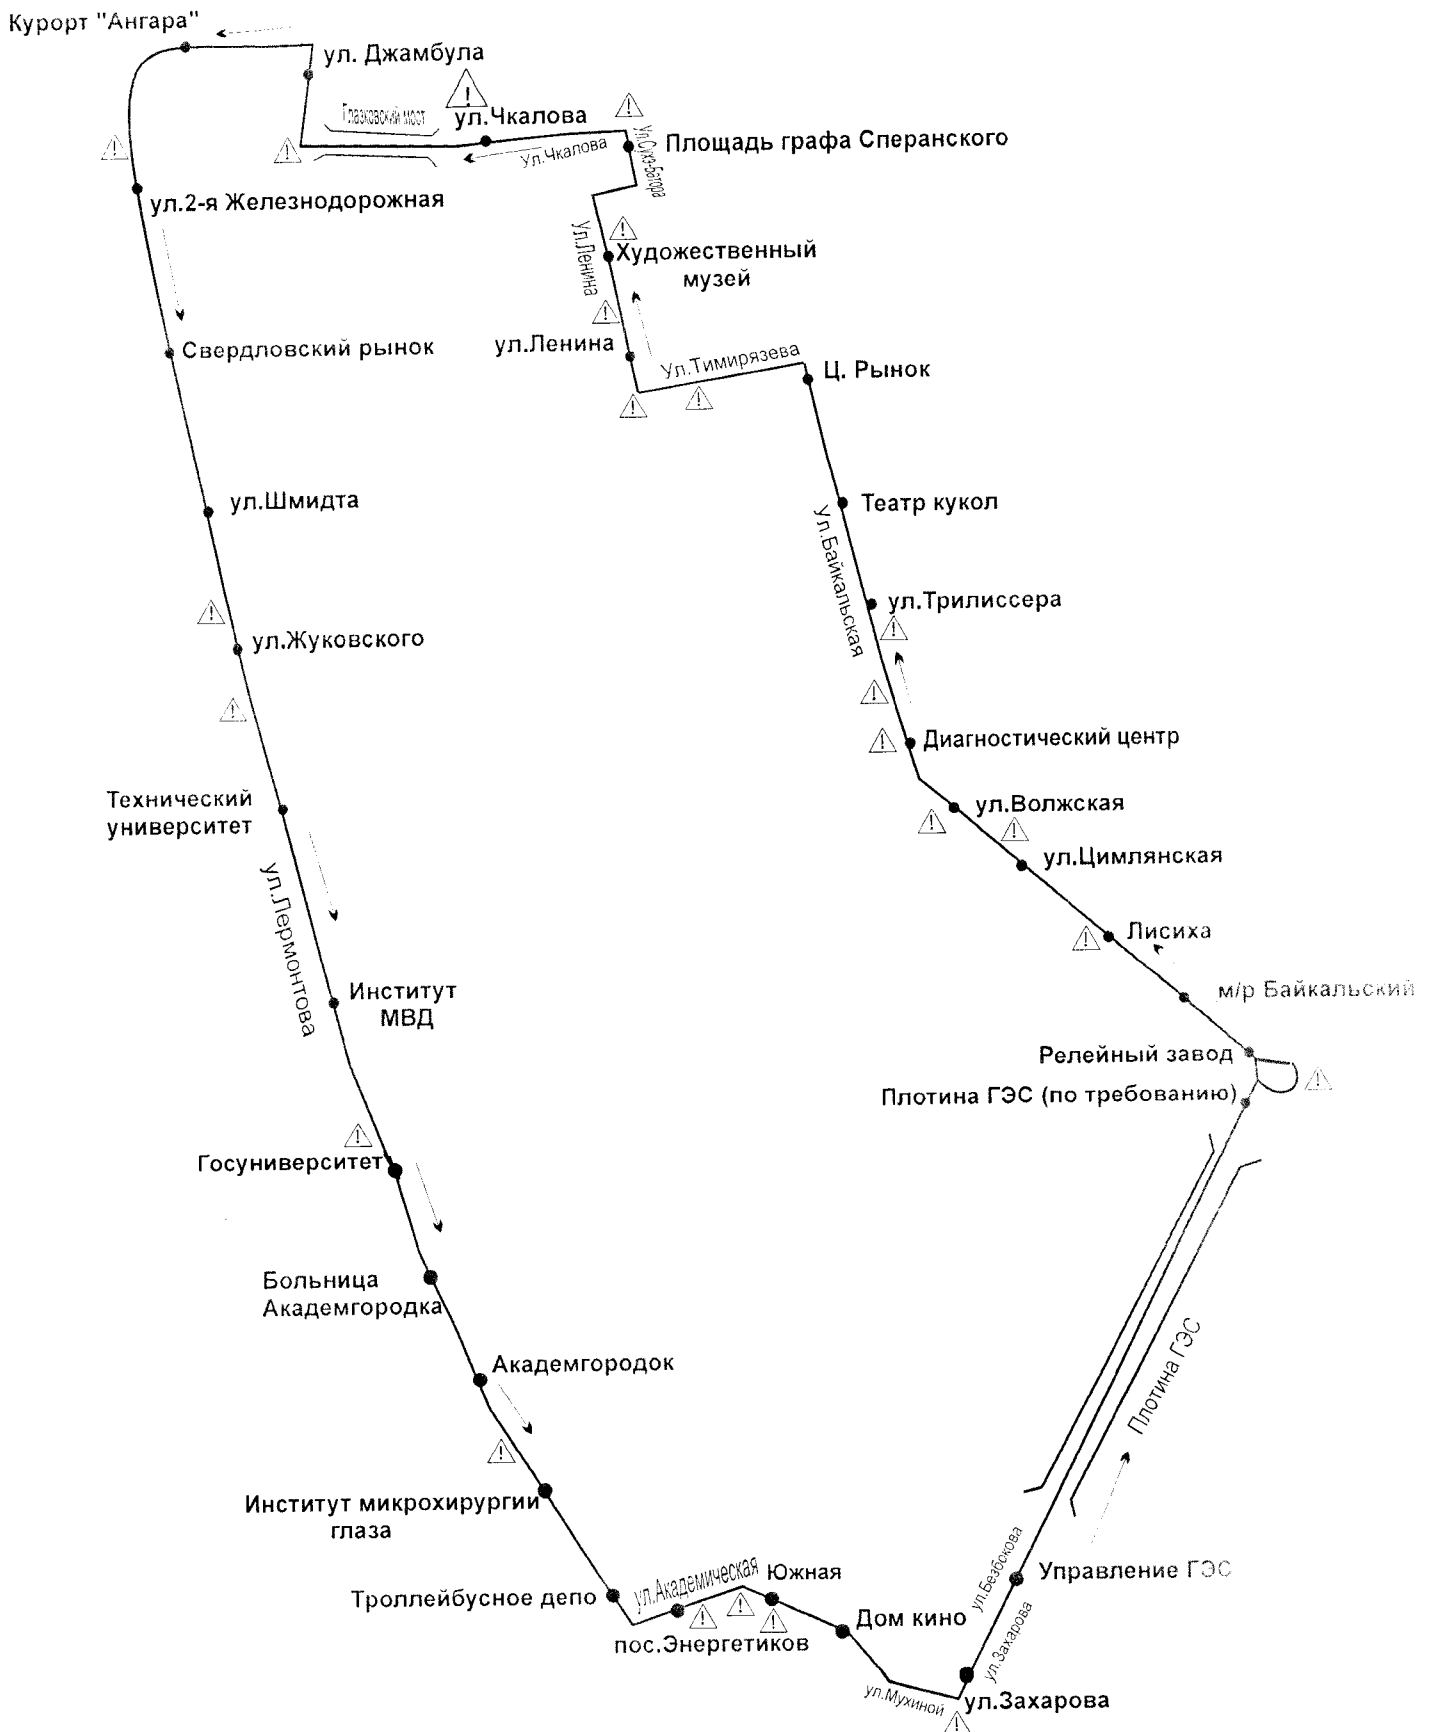 Курорт "Ангара"
ул. Джамбула
Глазковский мост
ул.Чкалова
Ул.Чкалова
Ул.Сухэ-Батора
Площадь графа Сперанского
ул.2-я Железнодорожная
Ул.Ленина
Художественный
музей
Свердловский рынок
ул.Ленина
Ул.Тимирязева
Ц. Рынок
ул.Шмидта
Театр кукол
Ул.Байкальская
ул.Трилиссера
ул.Жуковского
Диагностический центр
Технический
университет
ул.Волжская
ул.Цимлянская
ул.Лермонтова
Лисиха
Институт
МВД
м/р Байкальский
Релейный завод
Плотина ГЭС (по требованию)
Госуниверситет
Больница
Академгородка
Плотина ГЭС
Академгородок
Институт микрохирургии
глаза
Троллейбусное депо
ул.Академическая
Южная
ул.Безбокова
Управление ГЭС
пос.Энергетиков
Дом кино
ул.Захарова
ул.Мухиной
ул.Захарова